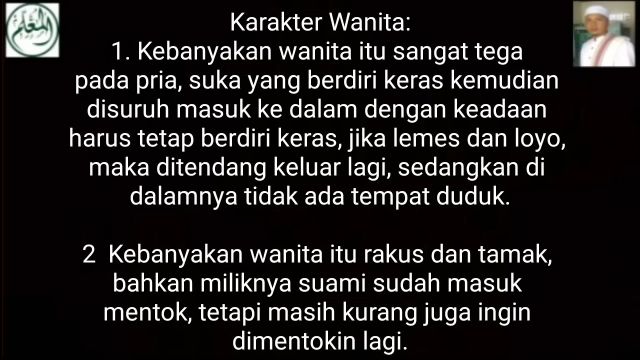 Karakter Wanita:
1. Kebanyakan wanita itu sangat tega
pada pria, suka yang berdiri keras kemudian
disuruh masuk ke dalam dengan keadaan
harus tetap berdiri keras, jika lemes dan loyo,
maka ditendang keluar lagi, sedangkan di
dalamnya tidak ada tempat duduk.
2 Kebanyakan wanita itu rakus dan tamak,
bahkan miliknya suami sudah masuk
mentok, tetapi masih kurang juga ingin
dimentokin lagi.